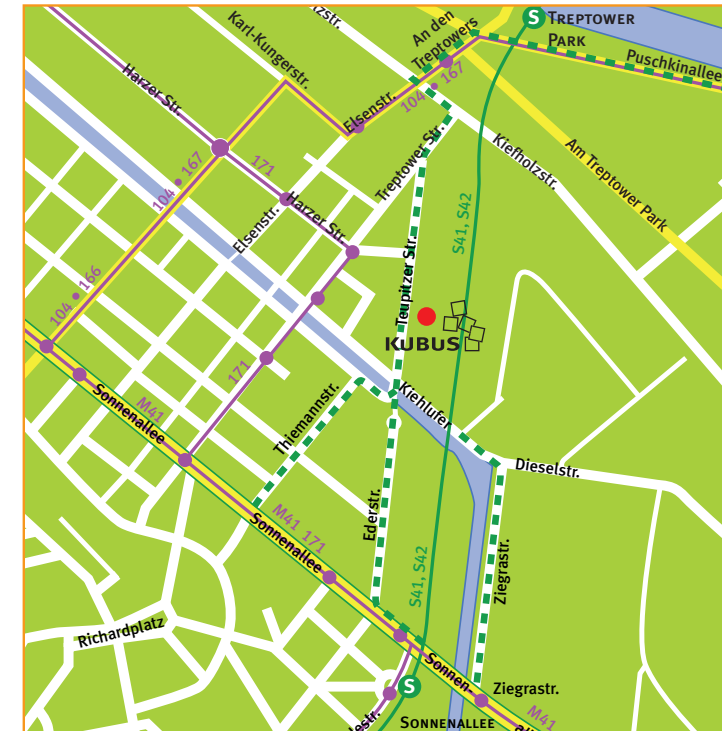 S TREPTOWER
PARK
An den
Treptowers
Karl-Kungerstr.
Puschkinallee
Harzer Str.
Elsenstr.
104 • 167
Treptower Str.
Kiefholzstr.
Am Treptower Park
104 • 167
171
Elsenstr.
Harzer Str.
S41, S42
Teupitzer Str.
104 • 166
KUBUS
171
M41
Sonnenallee
Thiemannstr.
Kiehlufer
Dieselstr.
M41 171
Sonnenallee
Ederstr.
S41, S42
Ziegrastr.
Richardplatz
Sonnen-
Ziegrastr.
S
SONNENALLEE
M41